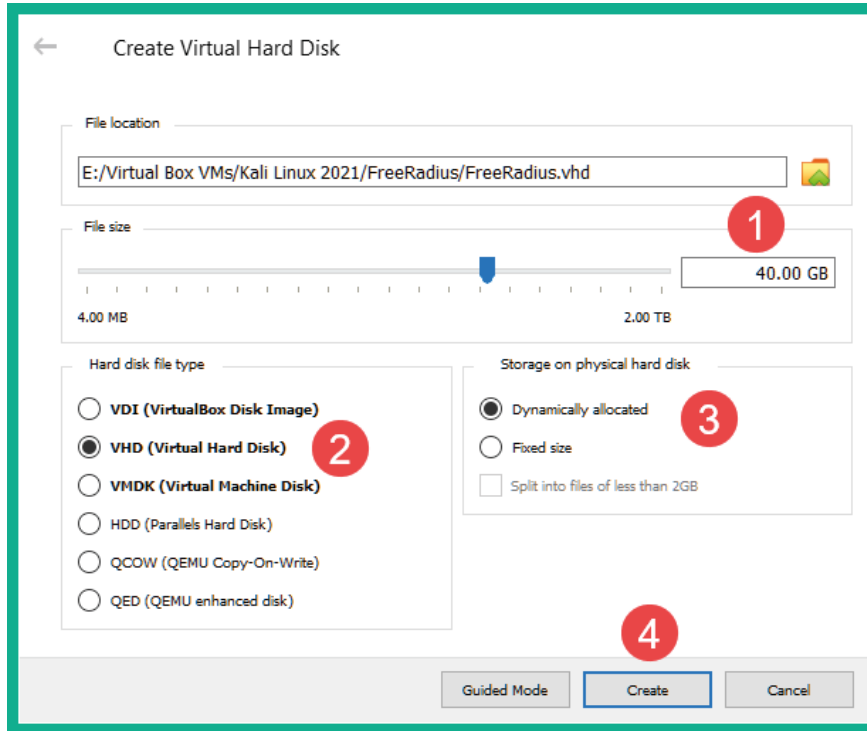 Create Virtual Hard Disk
File location
E:/Virtual Box VMs/Kali Linux 2021/FreeRadius/FreeRadius.vhd
1
File size
40.00 GB
4.00 MB
2.00 TB
Hard disk file type
VDI (VirtualBox Disk Image)
VHD (Virtual Hard Disk)
2
VMDK (Virtual Machine Disk)
HDD (Parallels Hard Disk)
QCOW (QEMU Copy-On-Write)
QED (QEMU enhanced disk)
Storage on physical hard disk
Dynamically allocated
3
Fixed size
Split into files of less than 2GB
4
Guided Mode
Create
Cancel